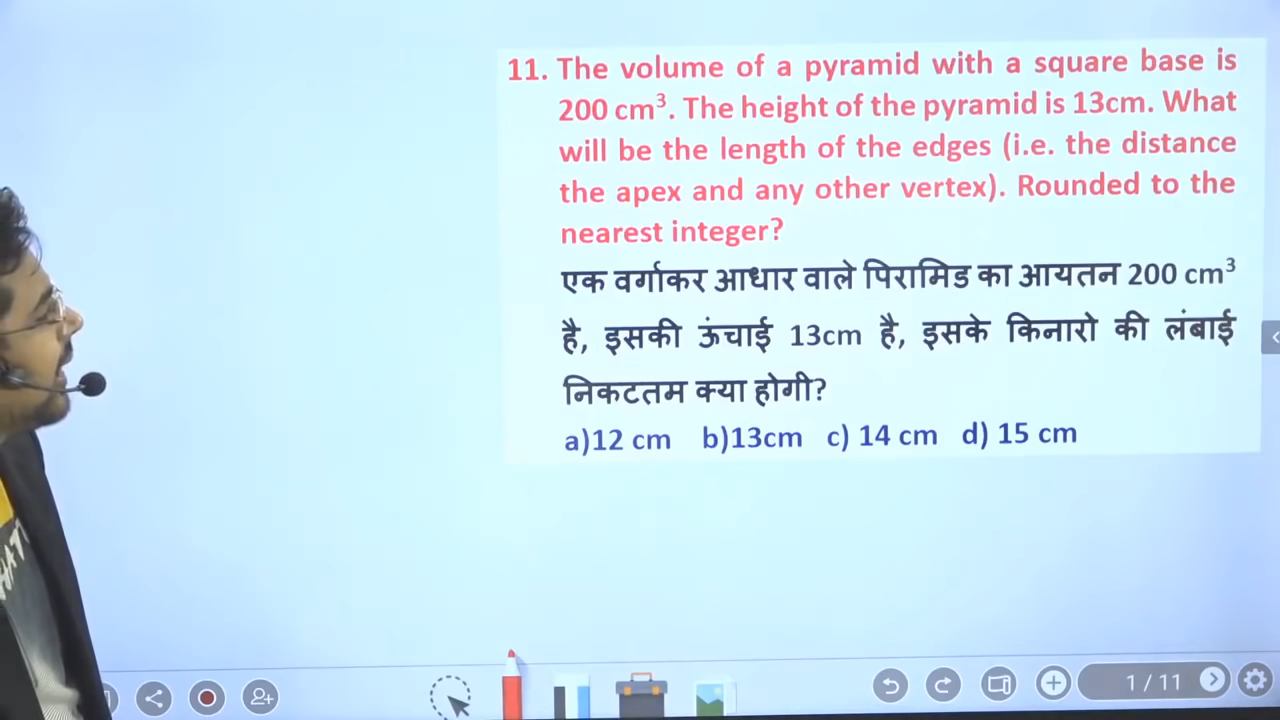 11. The volume of a pyramid with a square base is
200 cm³. The height of the pyramid is 13cm. What
will be the length of the edges (i.e. the distance
the apex and any other vertex). Rounded to the
nearest integer?
एक वर्गाकर आधार वाले पिरामिड का आयतन 200 cm³
है, इसकी ऊंचाई 13cm है, इसके किनारो की लंबाई
निकटतम क्या होगी?
a)12 cm b)13cm c) 14 cm d) 15 cm
1 / 11